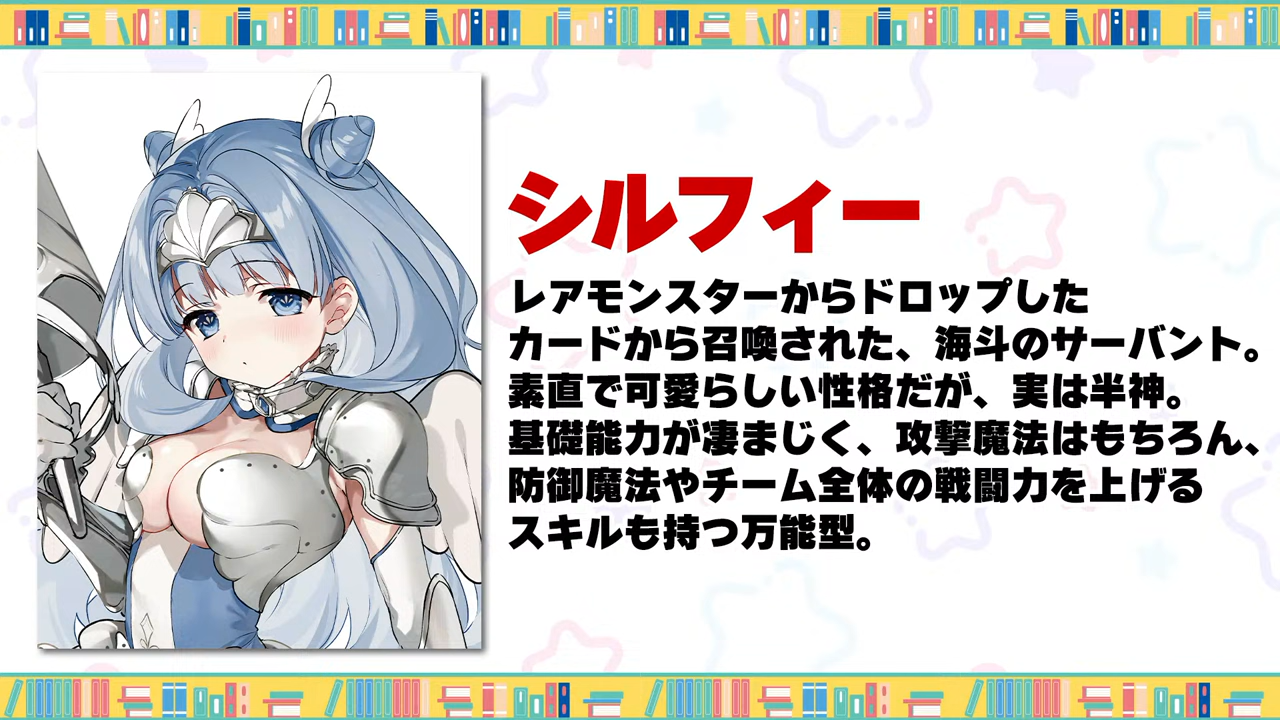 シルフィー
レアモンスターからドロップした
カードから召喚された、海斗のサーバント。
素直で可愛らしい性格だが、実は半神。
基礎能力が凄まじく、攻撃魔法はもちろん、
防御魔法やチーム全体の戦闘力を上げる
スキルも持つ万能型。